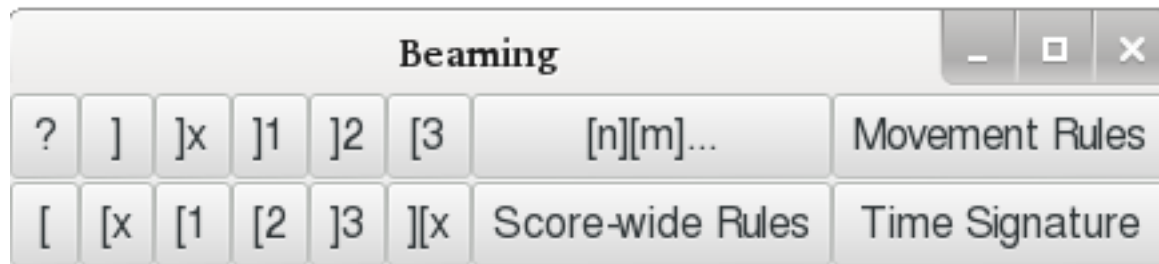 Beaming
? ] ]x ]1 ]2 [3 [n][m]... Movement Rules
[ [x [1 [2 ]3 ][x Score-wide Rules Time Signature